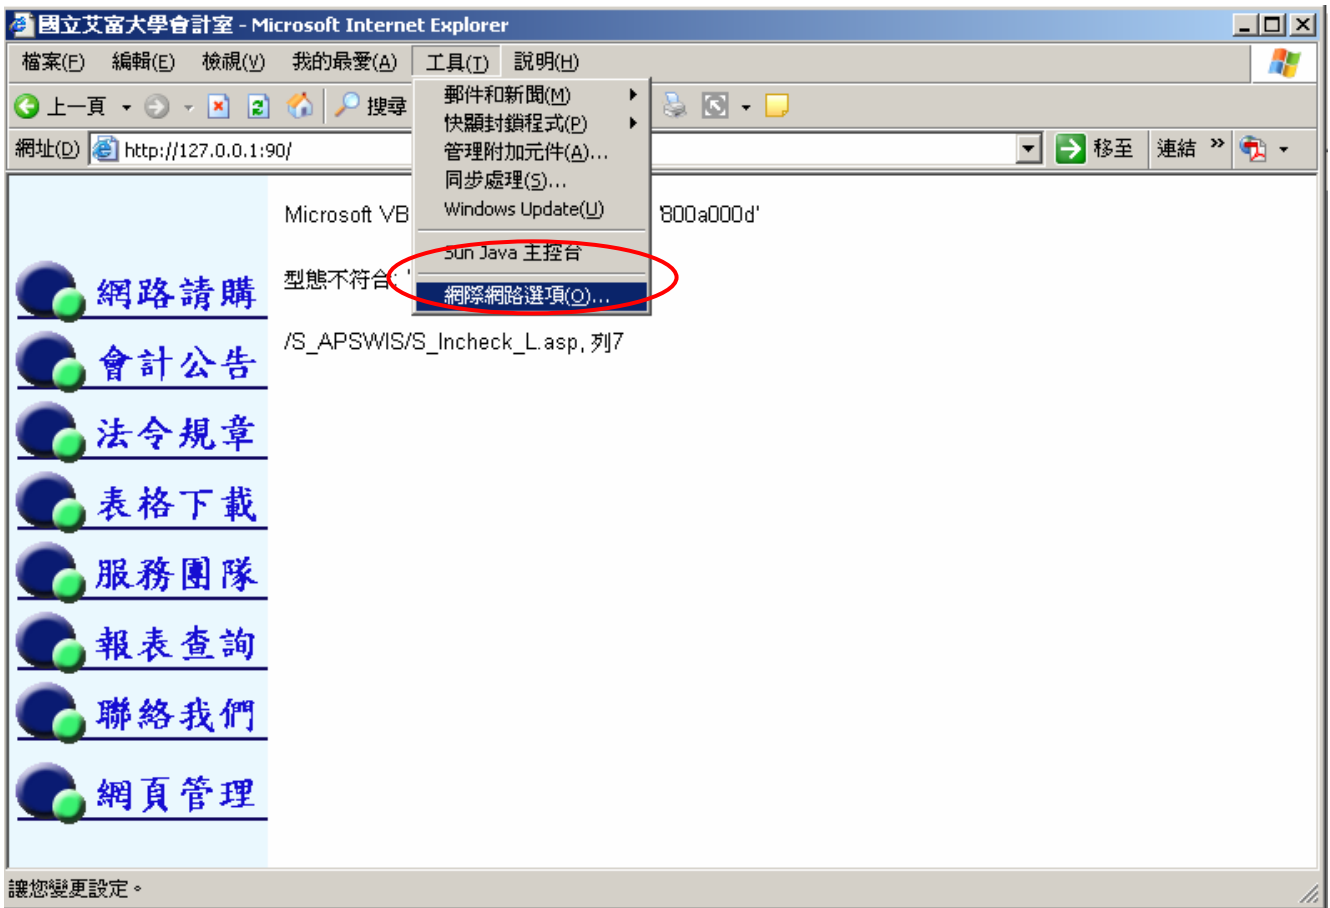 國立艾富大學會計室 - Microsoft Internet Explorer
檔案(F) 編輯(E) 檢視(V) 我的最愛(A) 工具(T) 說明(H)
上一頁 搜尋
網址(D) http://127.0.0.1:90/ 移至 連結 »
郵件和新聞(M)
快顯封鎖程式(P)
管理附加元件(A)...
同步處理(S)...
Windows Update(U)
Sun Java 主控台
網際網路選項(O)...
Microsoft VB '800a000d'
型態不符合: '
/S_APSWIS/S_Incheck_L.asp, 列7
網路請購
會計公告
法令規章
表格下載
服務團隊
報表查詢
聯絡我們
網頁管理
讓您變更設定。